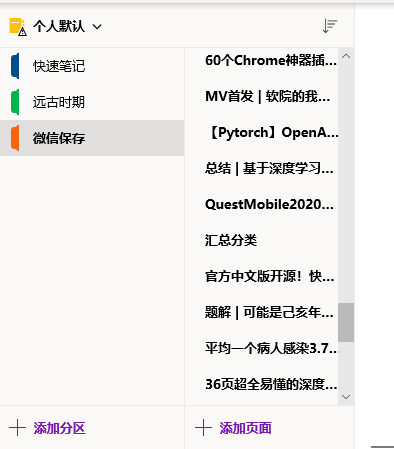 个人默认
快速笔记
远古时期
微信保存
添加分区
60个Chrome神器插...
MV首发 | 软院的我...
【Pytorch】OpenA...
总结 | 基于深度学习...
QuestMobile2020...
汇总分类
官方中文版开源！快...
题解 | 可能是己亥年...
平均一个病人感染3.7...
36页超全易懂的深度...
添加页面